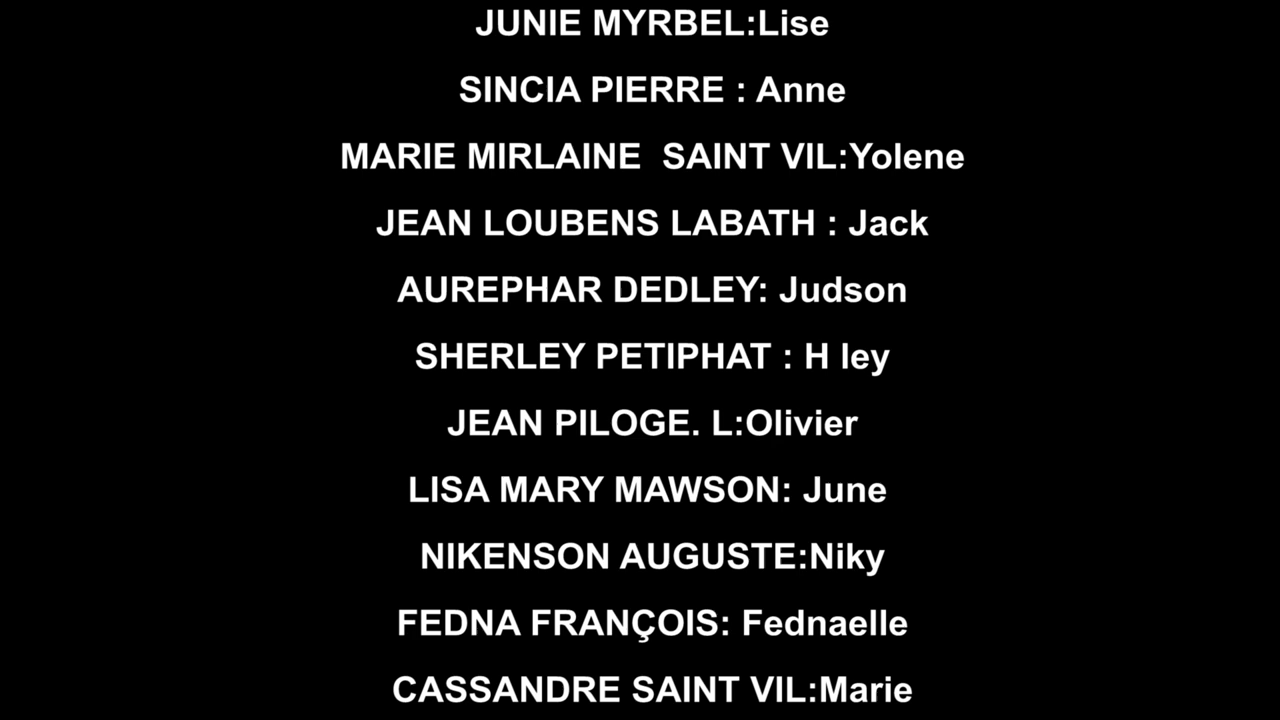 JUNIE MYRBEL:Lise
SINCIA PIERRE : Anne
MARIE MIRLAINE  SAINT VIL:Yolene
JEAN LOUBENS LABATH : Jack
AUREPHAR DEDLEY: Judson
SHERLEY PETIPHAT : H ley
JEAN PILOGE. L:Olivier
LISA MARY MAWSON: June
NIKENSON AUGUSTE:Niky
FEDNA FRANÇOIS: Fednaelle
CASSANDRE SAINT VIL:Marie